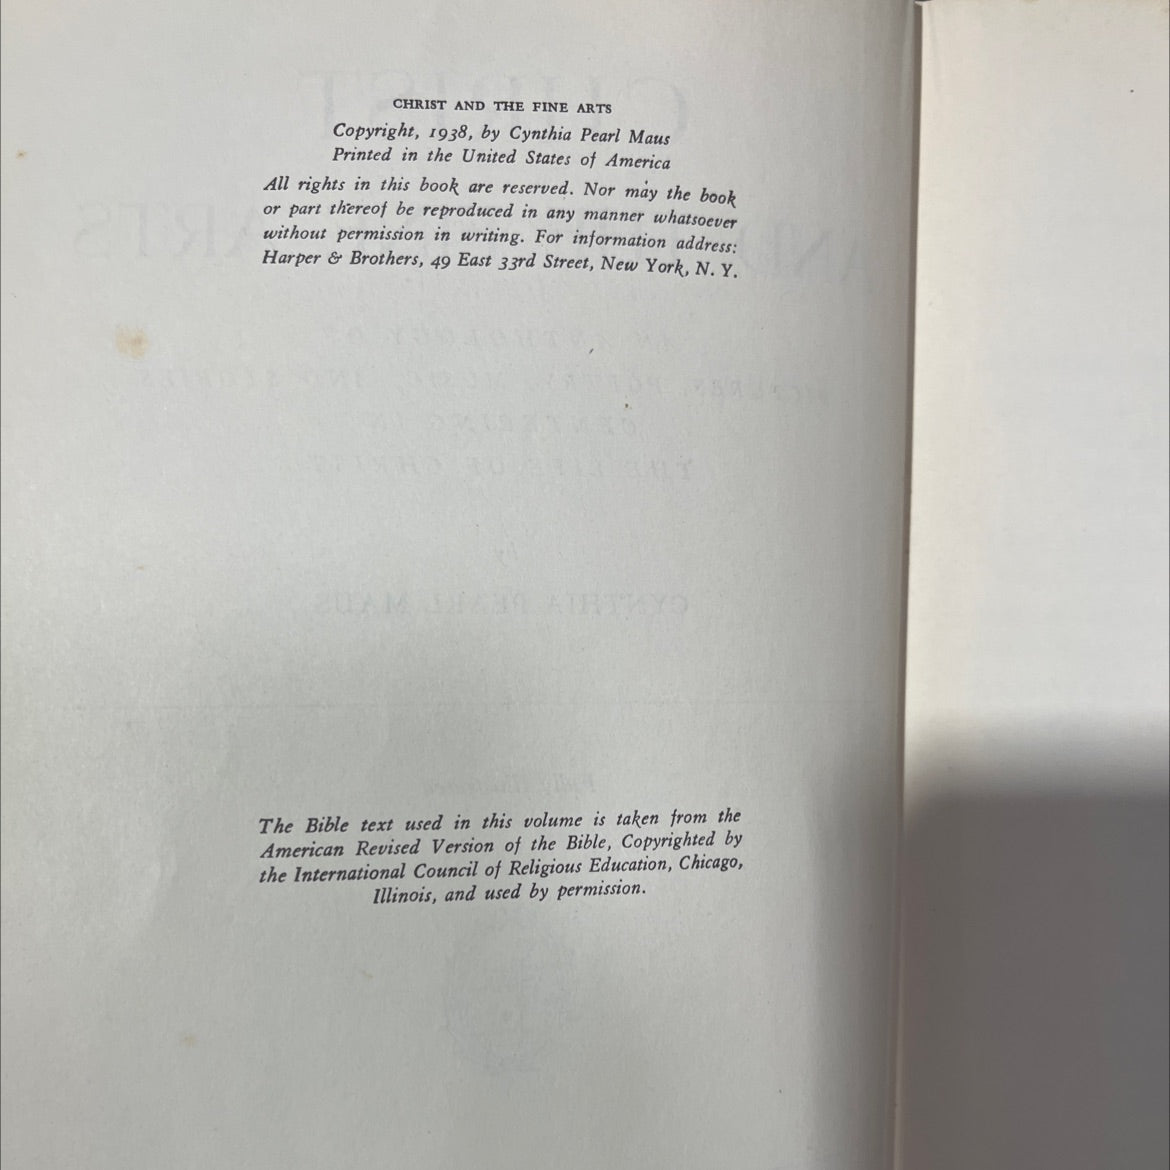 CHRIST AND THE FINE ARTS
Copyright, 1938, by Cynthia Pearl Maus
Printed in the United States of America
All rights in this book are reserved. Nor may the book
or part thereof be reproduced in any manner whatsoever
without permission in writing. For information address:
Harper & Brothers, 49 East 33rd Street, New York, N. Y.
The Bible text used in this volume is taken from the
American Revised Version of the Bible, Copyrighted by
the International Council of Religious Education, Chicago,
Illinois, and used by permission.